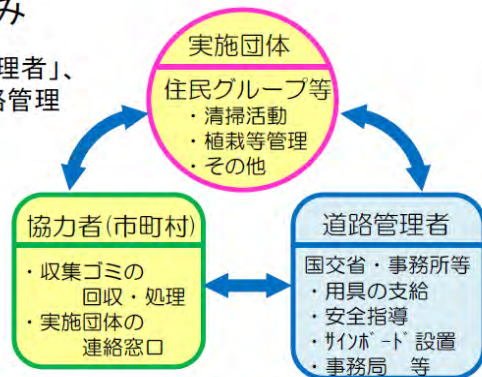 み
理者」、
路管理
実施団体
住民グループ等
・清掃活動
・植栽等管理
・その他
協力者(市町村)
・収集ゴミの
回収・処理
・実施団体の
連絡窓口
道路管理者
国交省・事務所等
・用具の支給
・安全指導
・ｻｲﾝﾎﾞｰﾄﾞ設置
・事務局　等